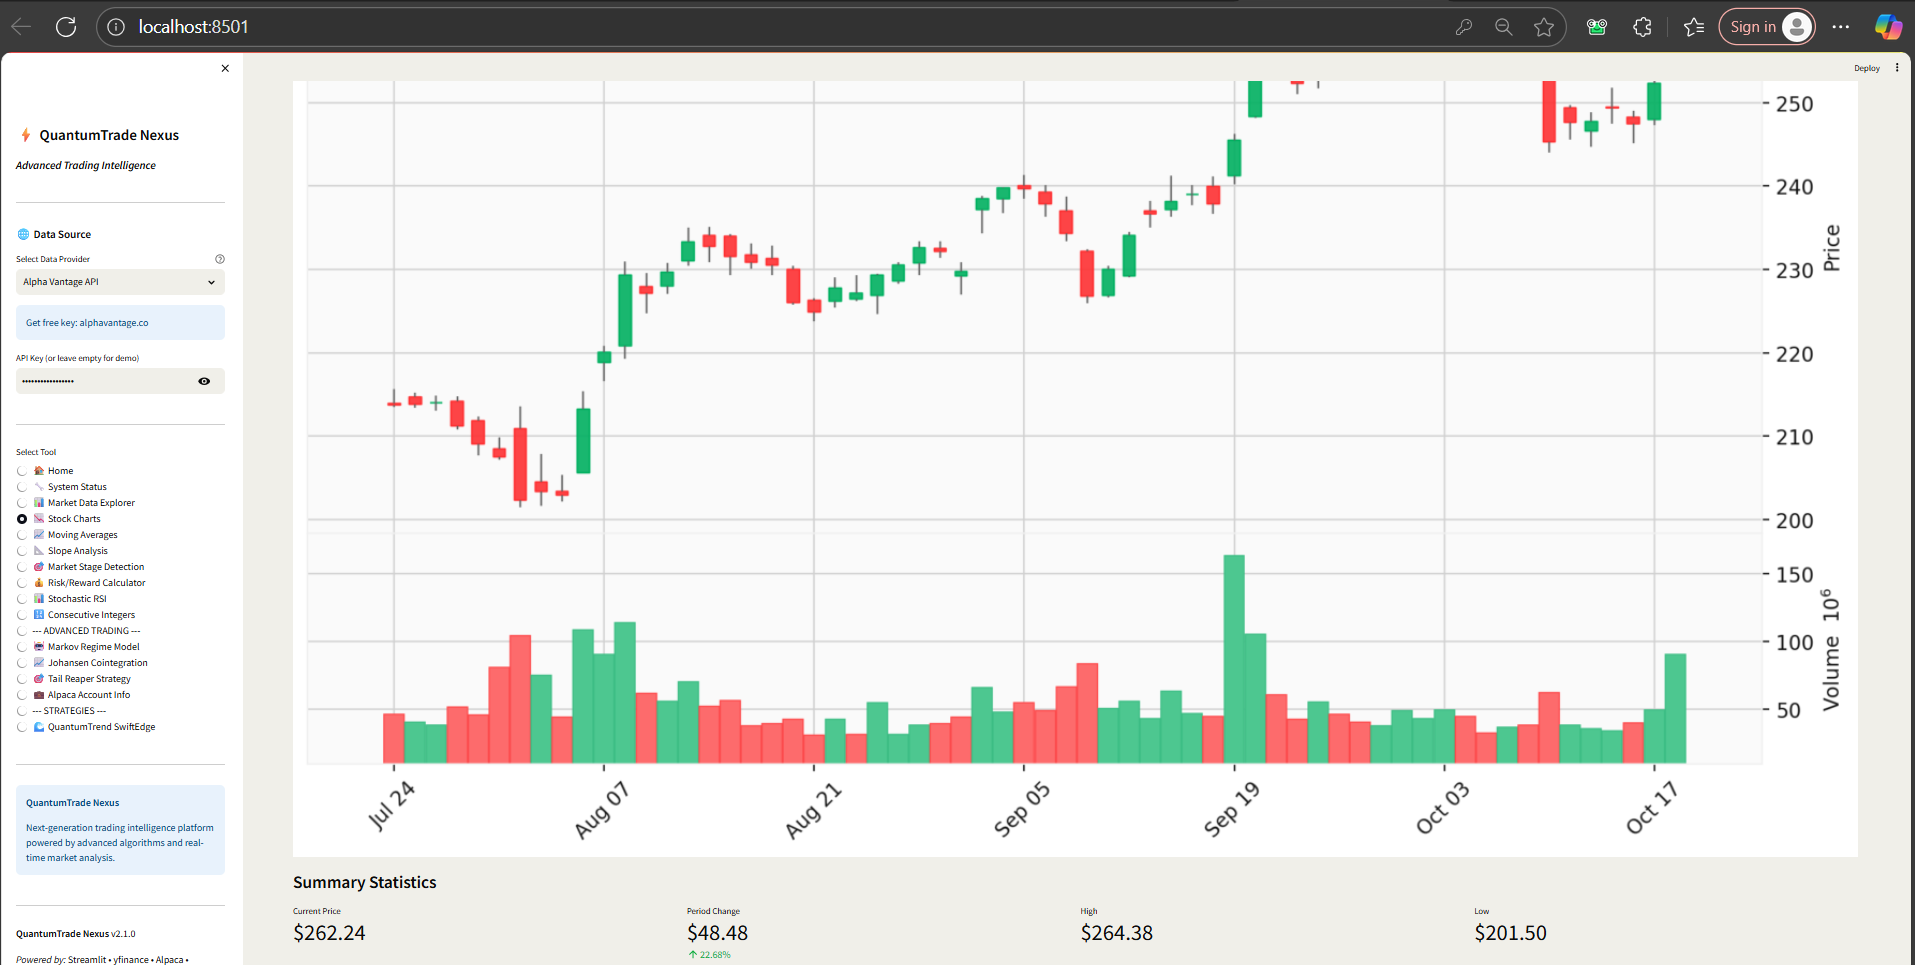 localhost:8501
Sign in
Deploy
⚡ QuantumTrade Nexus
Advanced Trading Intelligence
🌐 Data Source
Select Data Provider
Alpha Vantage API
Get free key: alphavantage.co
API Key (or leave empty for demo)
•••••••••••••••••
Select Tool
🏠 Home
🔧 System Status
📊 Market Data Explorer
📉 Stock Charts
📈 Moving Averages
📐 Slope Analysis
🎯 Market Stage Detection
💰 Risk/Reward Calculator
📊 Stochastic RSI
🔢 Consecutive Integers
--- ADVANCED TRADING ---
Markov Regime Model
📈 Johansen Cointegration
🎯 Tail Reaper Strategy
💼 Alpaca Account Info
--- STRATEGIES ---
🌊 QuantumTrend SwiftEdge
QuantumTrade Nexus
Next-generation trading intelligence platform
powered by advanced algorithms and real-
time market analysis.
QuantumTrade Nexus v2.1.0
Powered by: Streamlit • yfinance • Alpaca •
250
240
230
220
210
200
Price
150
100
50
Volume 10⁶
Jul 24
Aug 07
Aug 21
Sep 05
Sep 19
Oct 03
Oct 17
Summary Statistics
Current Price
$262.24
Period Change
$48.48
↑ 22.68%
High
$264.38
Low
$201.50